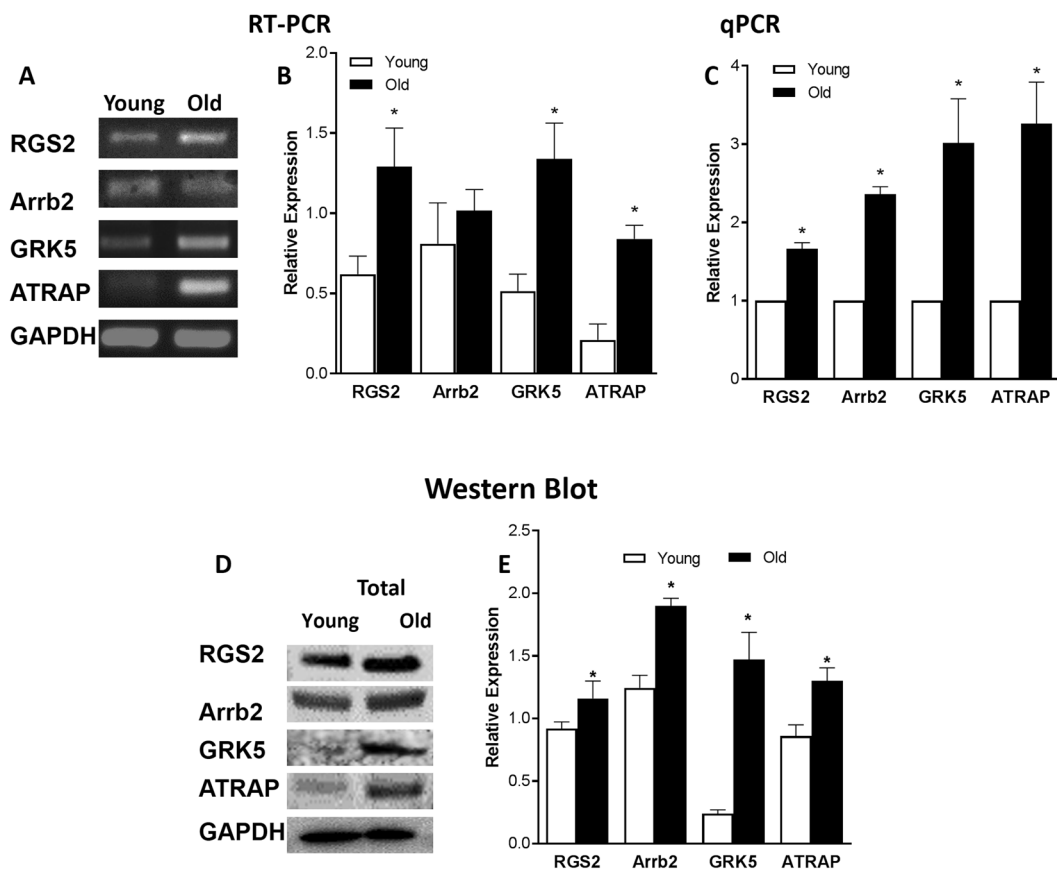 RT-PCR
qPCR
A
Young Old
RGS2
Arrb2
GRK5
ATRAP
GAPDH
B
Young
Old
Relative Expression
2.0
1.5
1.0
0.5
0.0
*
*
*
RGS2 Arrb2 GRK5 ATRAP
C
Young
Old
Relative Expression
4
3
2
1
0
*
*
*
*
RGS2 Arrb2 GRK5 ATRAP
Western Blot
D
Total
Young Old
RGS2
Arrb2
GRK5
ATRAP
GAPDH
E
Young Old
Relative Expression
2.5
2.0
1.5
1.0
0.5
0.0
*
*
*
*
RGS2 Arrb2 GRK5 ATRAP